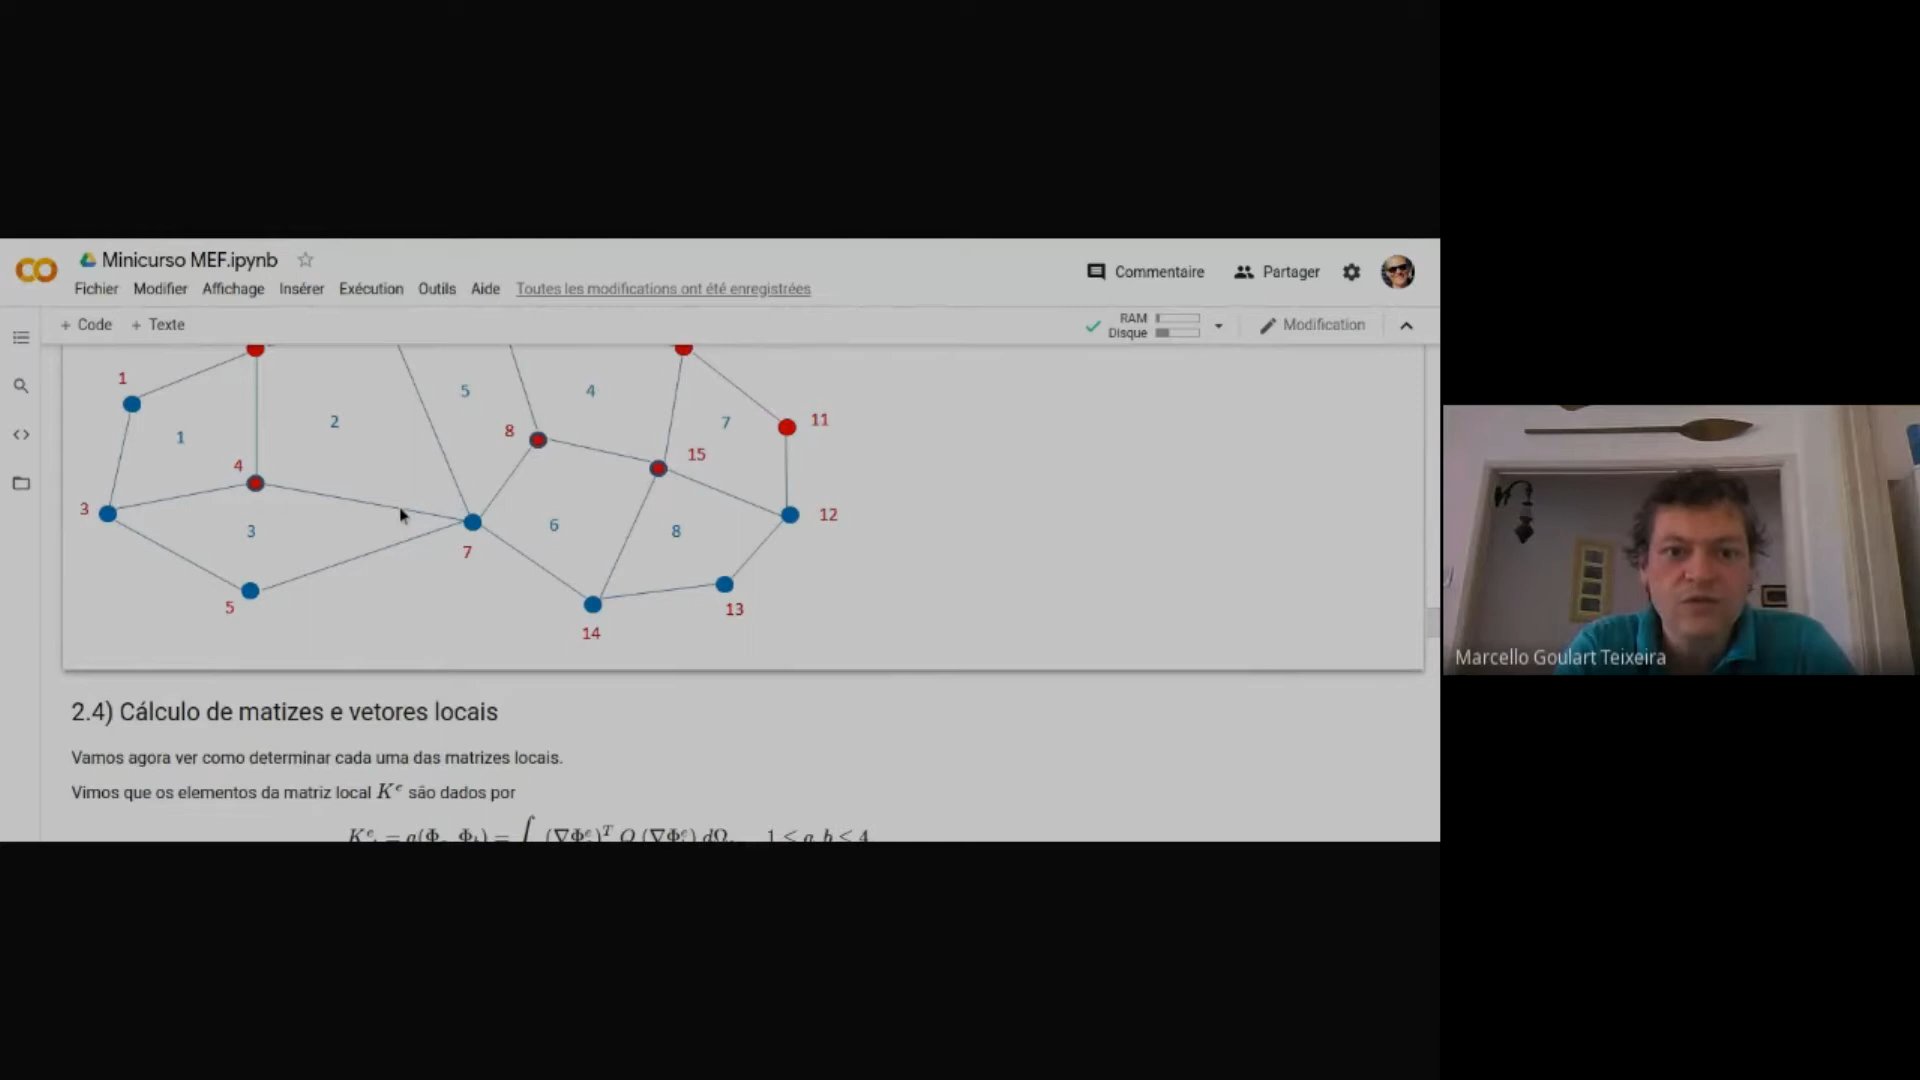 Minicurso MEF.ipynb
Commentaire Partager
Fichier Modifier Affichage Insérer Exécution Outils Aide Toutes les modifications ont été enregistrées
+ Code + Texte
RAM
Disque
Modification
1
5
4
2
7
11
1
8
15
4
3
3
6
8
12
7
5
13
14
2.4) Cálculo de matizes e vetores locais
Vamos agora ver como determinar cada uma das matrizes locais.
Vimos que os elementos da matriz local Kᵉ são dados por
Marcello Goulart Teixeira